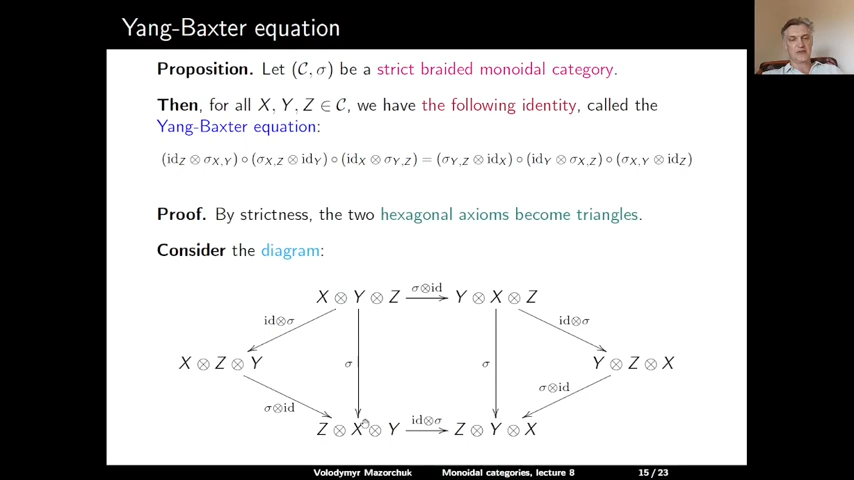 Yang-Baxter equation
Proposition. Let (𝒞, σ) be a strict braided monoidal category.
Then, for all X, Y, Z ∈ 𝒞, we have the following identity, called the
Yang-Baxter equation:
(id_Z ⊗ σ_{X,Y}) ∘ (σ_{X,Z} ⊗ id_Y) ∘ (id_X ⊗ σ_{Y,Z}) = (σ_{Y,Z} ⊗ id_X) ∘ (id_Y ⊗ σ_{X,Z}) ∘ (σ_{X,Y} ⊗ id_Z)
Proof. By strictness, the two hexagonal axioms become triangles.
Consider the diagram:
X ⊗ Y ⊗ Z σ⊗id Y ⊗ X ⊗ Z
id⊗σ id⊗σ
X ⊗ Z ⊗ Y σ σ Y ⊗ Z ⊗ X
σ⊗id σ⊗id
Z ⊗ X ⊗ Y id⊗σ Z ⊗ Y ⊗ X
Volodymyr Mazorchuk Monoidal categories, lecture 8 15 / 23